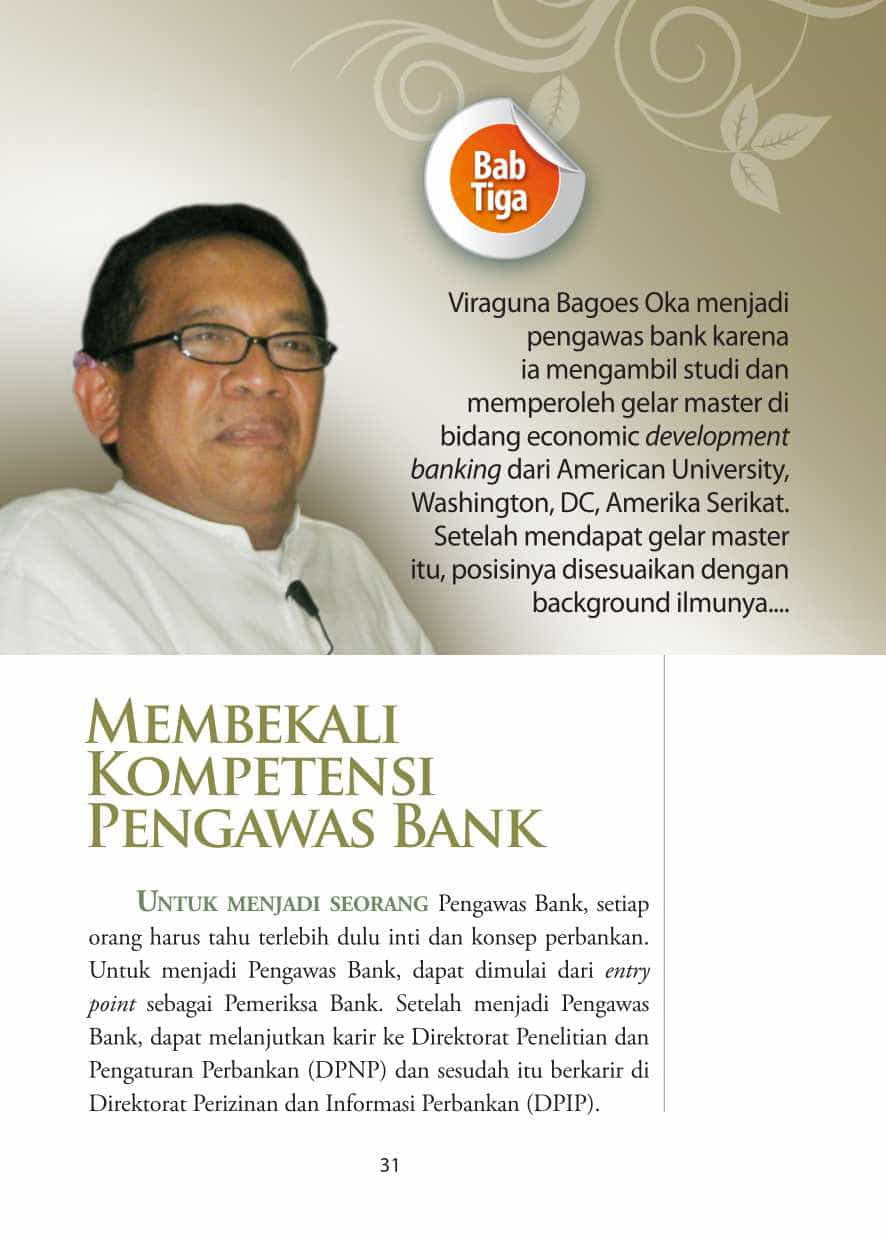 Bab
Tiga
Viraguna Bagoes Oka menjadi
pengawas bank karena
ia mengambil studi dan
memperoleh gelar master di
bidang economic development
banking dari American University,
Washington, DC, Amerika Serikat.
Setelah mendapat gelar master
itu, posisinya disesuaikan dengan
background ilmunya....
MEMBEKALI
KOMPETENSI
PENGAWAS BANK
UNTUK MENJADI SEORANG Pengawas Bank, setiap
orang harus tahu terlebih dulu inti dan konsep perbankan.
Untuk menjadi Pengawas Bank, dapat dimulai dari entry
point sebagai Pemeriksa Bank. Setelah menjadi Pengawas
Bank, dapat melanjutkan karir ke Direktorat Penelitian dan
Pengaturan Perbankan (DPNP) dan sesudah itu berkarir di
Direktorat Perizinan dan Informasi Perbankan (DPIP).
31